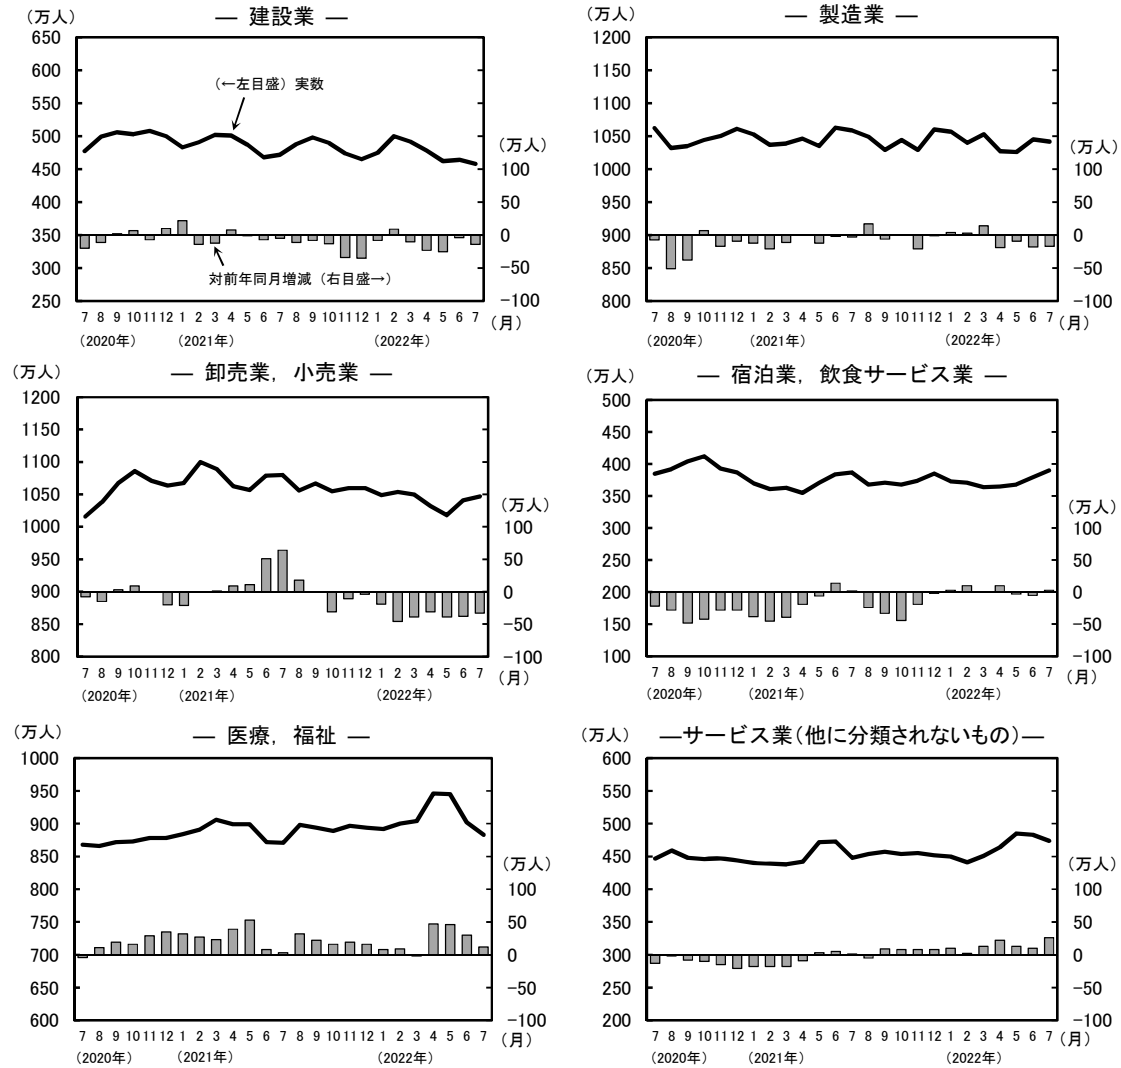 (万人)
— 建設業 —
650
600
550
500
450
400
350
300
250
(←左目盛) 実数
対前年同月増減 (右目盛→)
(万人)
100
50
0
−50
−100
7 8 9 10 11 12 1 2 3 4 5 6 7 8 9 10 11 12 1 2 3 4 5 6 7 (月)
(2020年) (2021年) (2022年)
(万人)
— 製造業 —
1200
1150
1100
1050
1000
950
900
850
800
(万人)
100
50
0
−50
−100
7 8 9 10 11 12 1 2 3 4 5 6 7 8 9 10 11 12 1 2 3 4 5 6 7 (月)
(2020年) (2021年) (2022年)
(万人)
— 卸売業, 小売業 —
1200
1150
1100
1050
1000
950
900
850
800
(万人)
100
50
0
−50
−100
7 8 9 10 11 12 1 2 3 4 5 6 7 8 9 10 11 12 1 2 3 4 5 6 7 (月)
(2020年) (2021年) (2022年)
(万人)
— 宿泊業, 飲食サービス業 —
500
400
350
300
200
150
100
(万人)
100
50
0
−50
−100
7 8 9 10 11 12 1 2 3 4 5 6 7 8 9 10 11 12 1 2 3 4 5 6 7 (月)
(2020年) (2021年) (2022年)
(万人)
— 医療, 福祉 —
1000
950
900
850
800
750
700
650
600
(万人)
100
50
0
−50
−100
7 8 9 10 11 12 1 2 3 4 5 6 7 8 9 10 11 12 1 2 3 4 5 6 7 (月)
(2020年) (2021年) (2022年)
(万人)
—サービス業(他に分類されないもの)—
600
500
450
400
300
250
200
(万人)
100
50
0
−50
−100
7 8 9 10 11 12 1 2 3 4 5 6 7 8 9 10 11 12 1 2 3 4 5 6 7 (月)
(2020年) (2021年) (2022年)